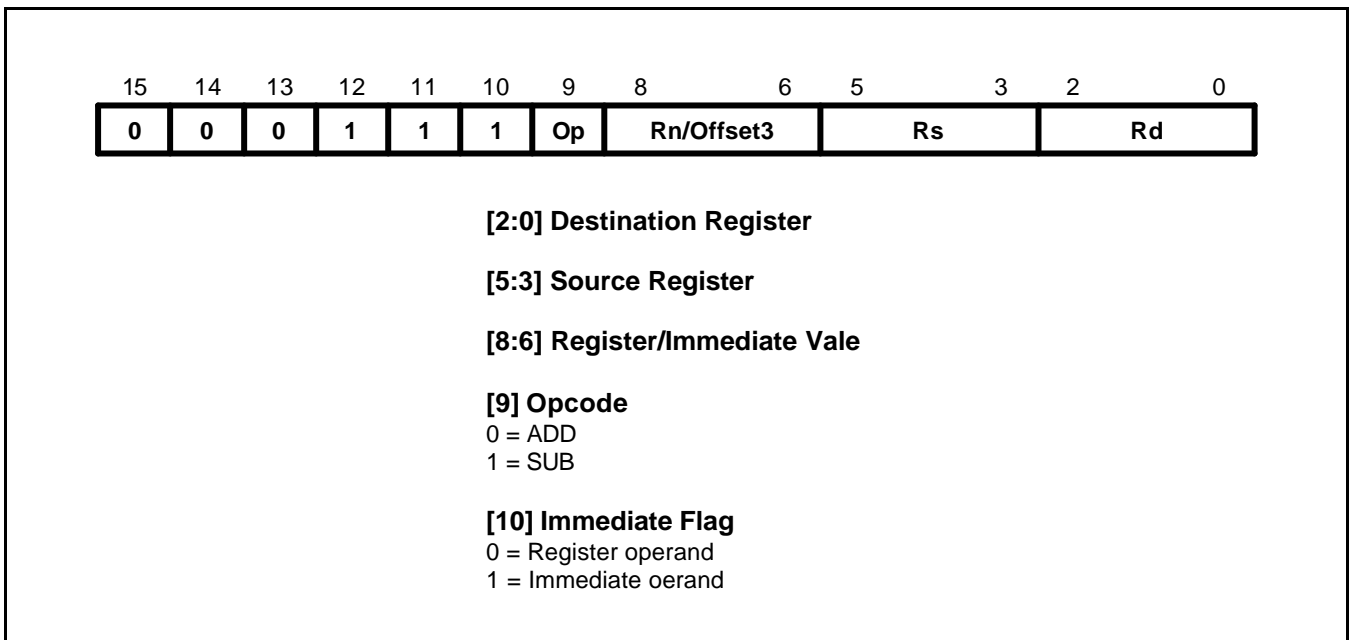 15 14 13 12 11 10 9 8 6 5 3 2 0
0 0 0 1 1 1 Op Rn/Offset3 Rs Rd
[2:0] Destination Register
[5:3] Source Register
[8:6] Register/Immediate Vale
[9] Opcode
0 = ADD
1 = SUB
[10] Immediate Flag
0 = Register operand
1 = Immediate oerand